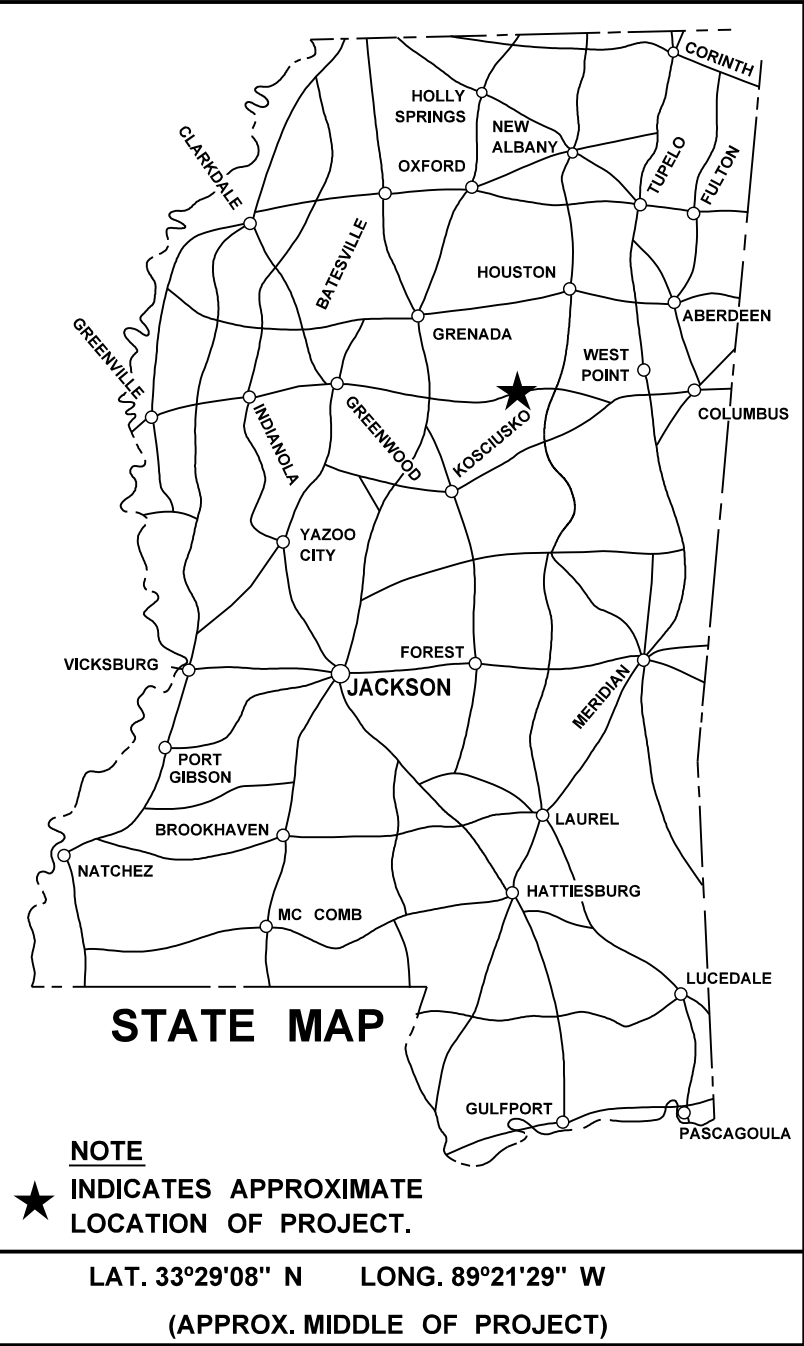 CORINTH
HOLLY
SPRINGS
NEW
ALBANY
CLARKDALE
OXFORD
TUPELO
FULTON
BATESVILLE
HOUSTON
ABERDEEN
GRENADA
GREENVILLE
WEST
POINT
COLUMBUS
INDIANOLA
GREENWOOD
KOSCIUSKO
YAZOO
CITY
VICKSBURG
FOREST
JACKSON
MERIDIAN
PORT
GIBSON
BROOKHAVEN
LAUREL
NATCHEZ
HATTIESBURG
MC COMB
LUCEDALE
STATE MAP
GULFPORT
PASCAGOULA
NOTE
INDICATES APPROXIMATE
LOCATION OF PROJECT.
LAT. 33º29'08" N LONG. 89º21'29" W
(APPROX. MIDDLE OF PROJECT)